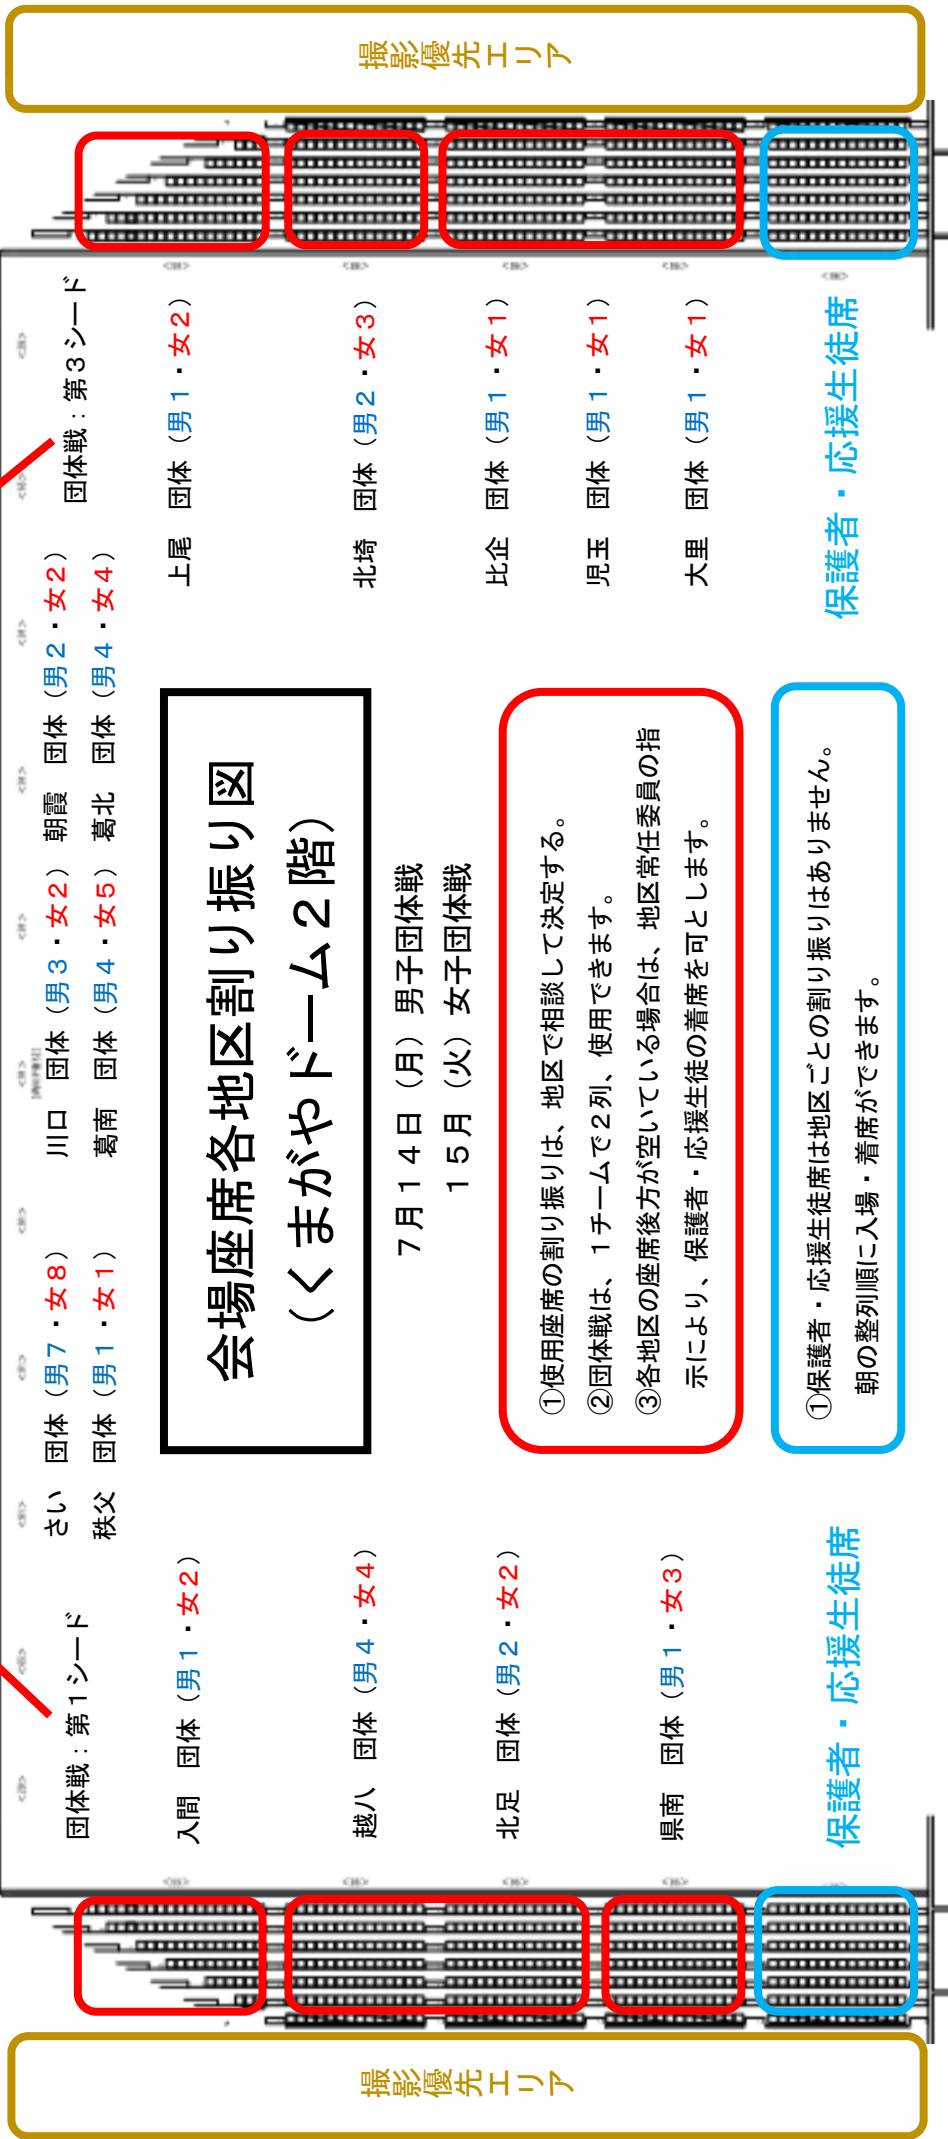 撮影優先エリア
団体戦：第１シード
団体戦：第３シード
さい　団体（男７・女８）
秩父　団体（男１・女１）
川口　団体（男３・女２）
葛南　団体（男４・女５）
朝霞　団体（男２・女２）
葛北　団体（男４・女４）
入間　団体（男１・女２）
越八　団体（男４・女４）
北足　団体（男２・女２）
県南　団体（男１・女３）
保護者・応援生徒席
会場座席各地区割り振り図
（くまがやドーム２階）
７月１４日（月）男子団体戦
１５月（火）女子団体戦
①使用座席の割り振りは、地区で相談して決定する。
②団体戦は、１チームで２列、使用できます。
③各地区の座席後方が空いている場合は、地区常任委員の指
示により、保護者・応援生徒の着席を可とします。
①保護者・応援生徒席は地区ごとの割り振りはありません。
朝の整列順に入場・着席ができます。
上尾　団体（男１・女２）
北埼　団体（男２・女３）
比企　団体（男１・女１）
児玉　団体（男１・女１）
大里　団体（男１・女１）
保護者・応援生徒席
撮影優先エリア